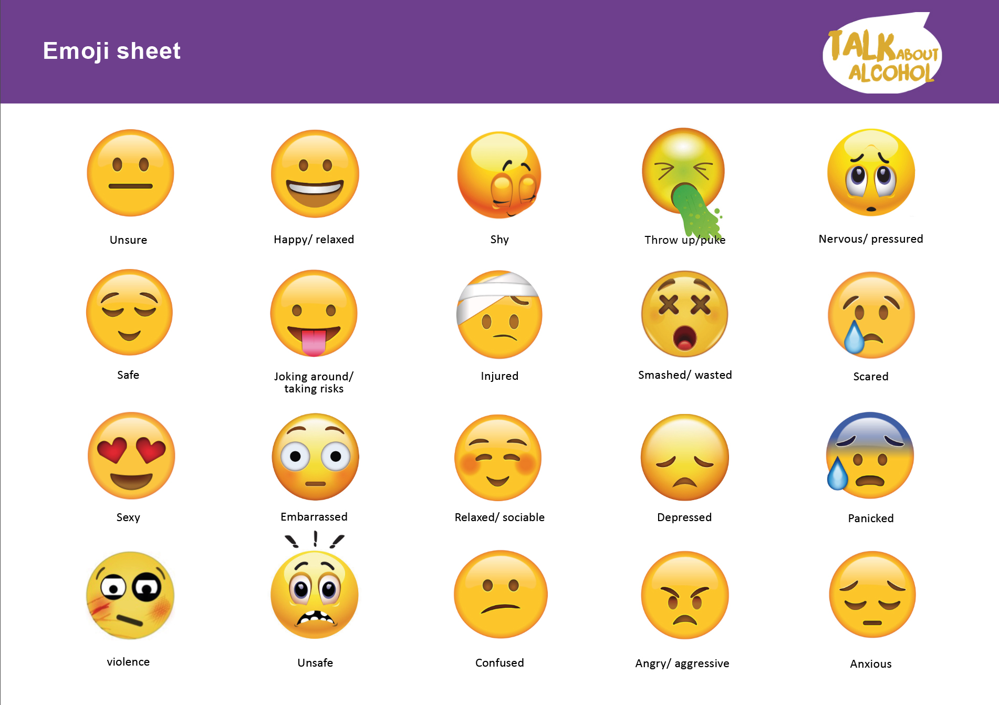 Emoji sheet
TALK ABOUT
ALCOHOL
Unsure
Happy/ relaxed
Shy
Throw up/puke
Nervous/ pressured
Safe
Joking around/
taking risks
Injured
Smashed/ wasted
Scared
Sexy
Embarrassed
Relaxed/ sociable
Depressed
Panicked
violence
Unsafe
Confused
Angry/ aggressive
Anxious